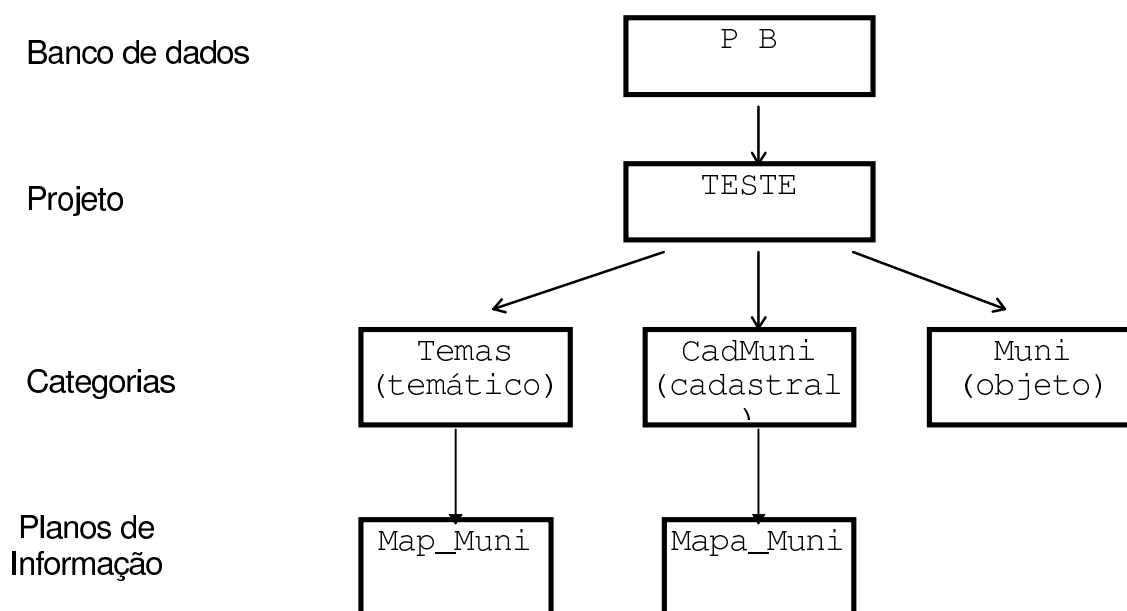 Banco de dados
P B
Projeto
TESTE
Categorias
Temas
(temático)
CadMuni
(cadastral
)
Muni
(objeto)
Planos de
Informação
Map_Muni
Mapa_Muni